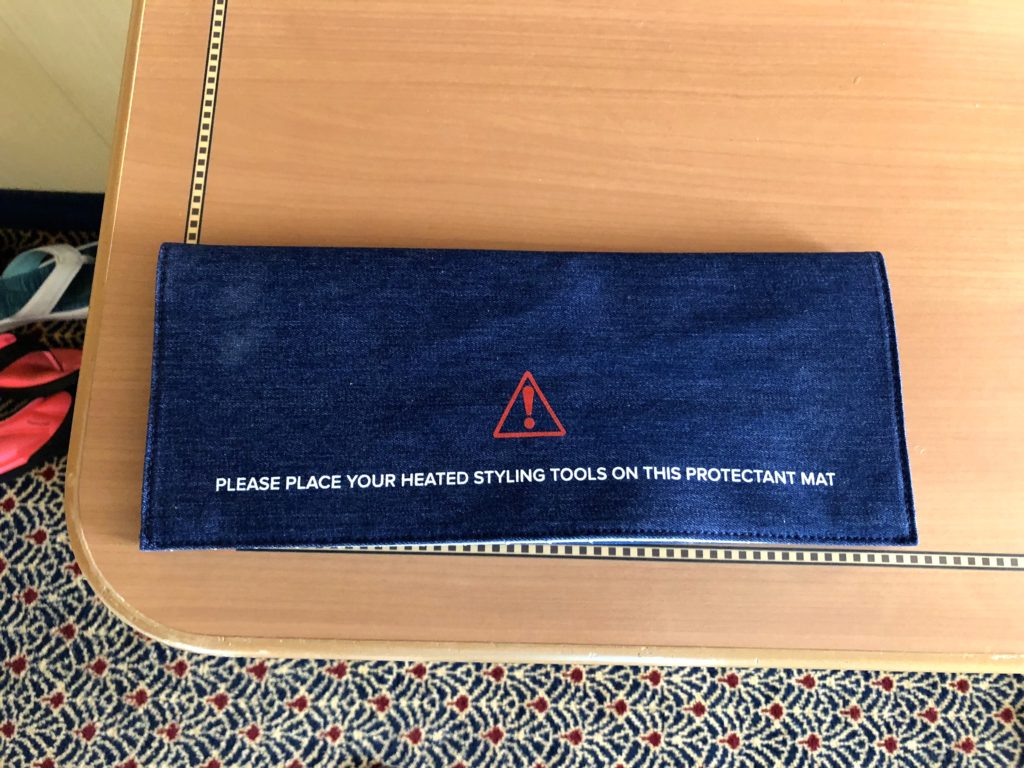 PLEASE PLACE YOUR HEATED STYLING TOOLS ON THIS PROTECTANT MAT